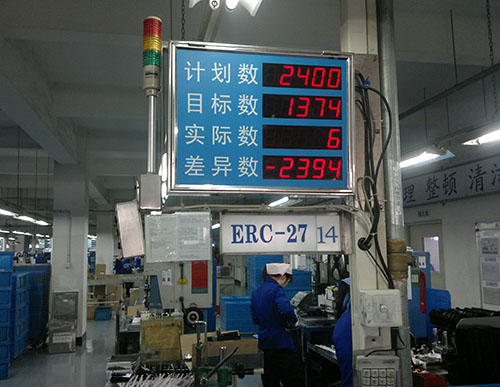 计划数 2400
目标数 1374
实际数 6
差异数 -2394
ERC-27 14
理 整顿 清洁